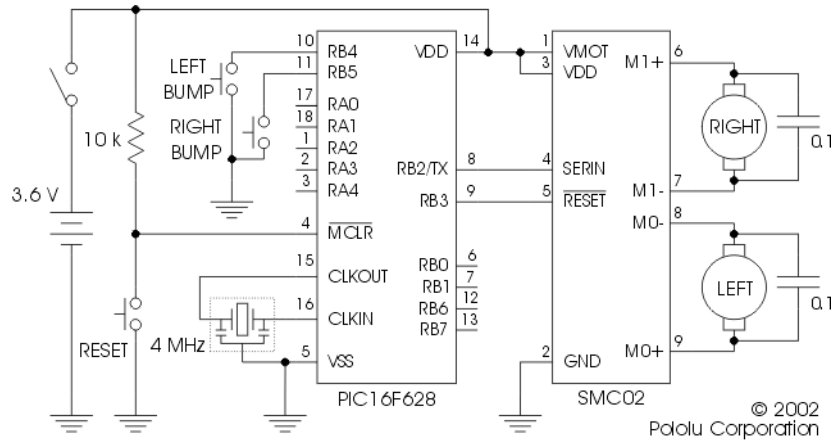 10
RB4
VDD
14
1
VMOT
6
11
RB5
3
VDD
M1+
LEFT
BUMP
17
RA0
18
RA1
RIGHT
BUMP
1
RA2
2
RA3
3
RA4
10 k
RIGHT
0.1
8
RB2/TX
4
SERIN
9
RB3
5
RESET
7
M1-
3.6 V
4
MCLR
8
M0-
15
CLKOUT
6
RB0
7
RB1
12
RB6
13
RB7
16
CLKIN
LEFT
0.1
RESET
4 MHz
5
VSS
2
GND
9
M0+
PIC16F628
SMC02
© 2002
Pololu Corporation